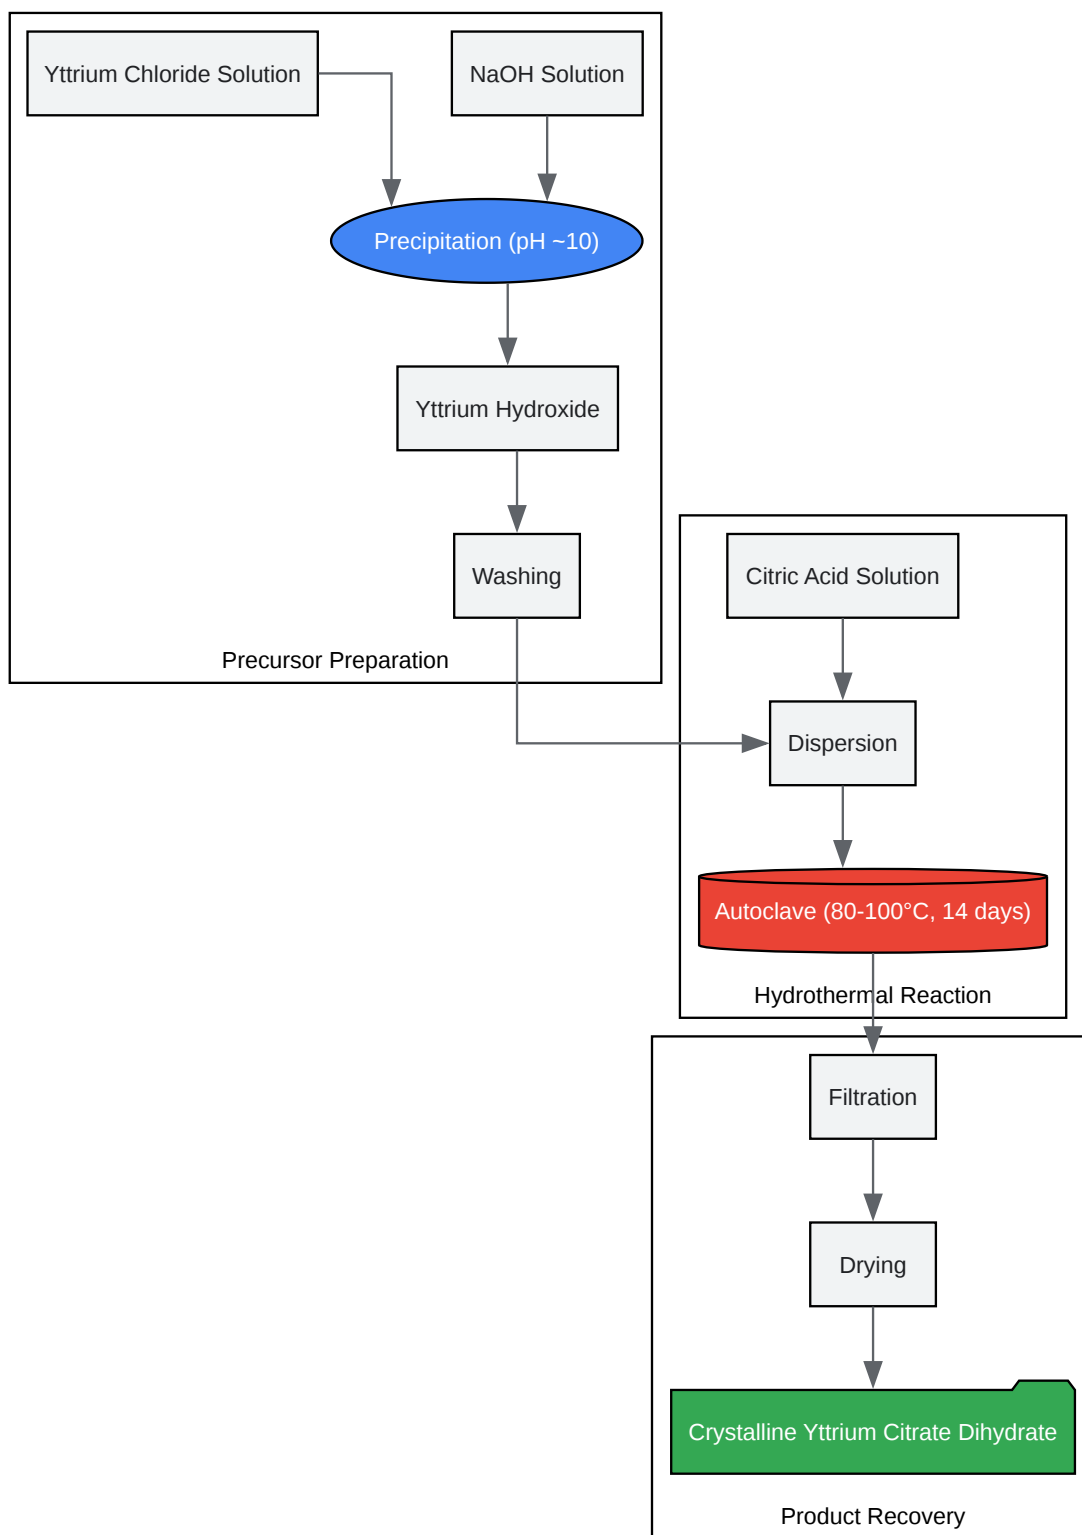 Yttrium Chloride Solution
NaOH Solution
Precipitation (pH ~10)
Yttrium Hydroxide
Washing
Precursor Preparation
Citric Acid Solution
Dispersion
Autoclave (80-100°C, 14 days)
Hydrothermal Reaction
Filtration
Drying
Crystalline Yttrium Citrate Dihydrate
Product Recovery